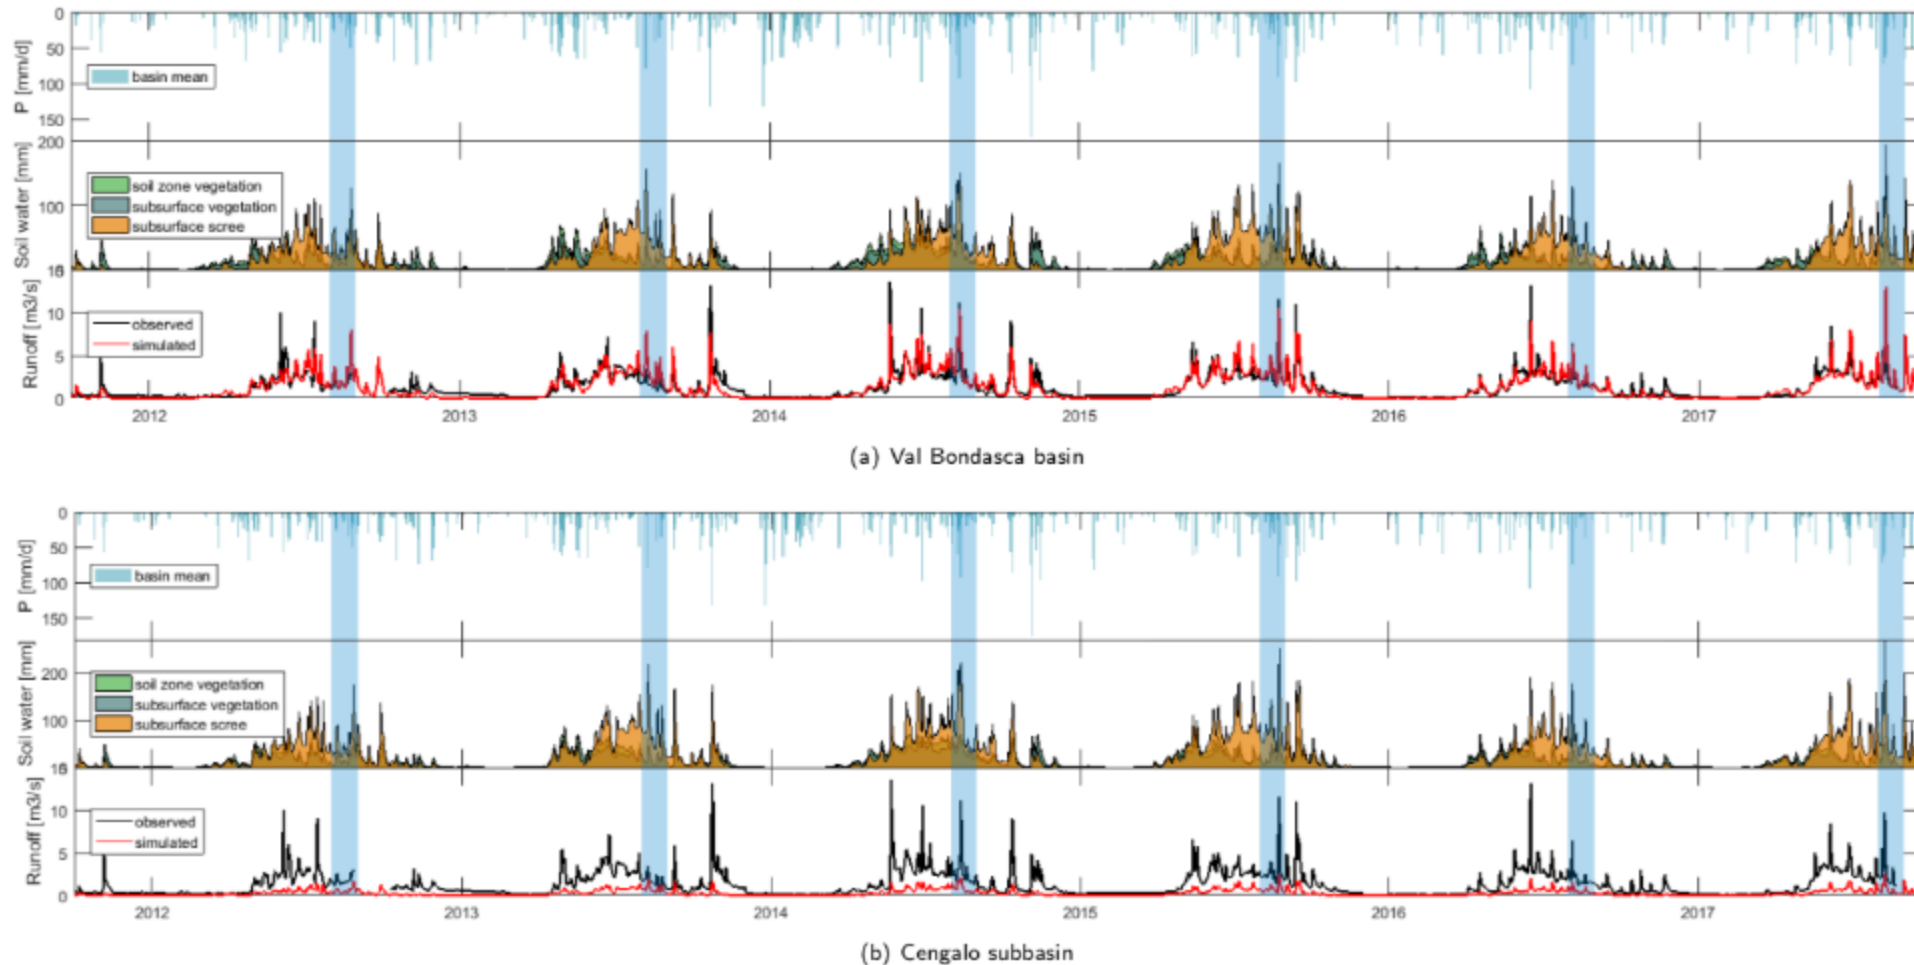 0
50
100
150
P [mm/d]
basin mean
200
100
Soil water [mm]
soil zone vegetation
subsurface vegetation
subsurface scree
10
5
0
Runoff [m3/s]
observed
simulated
2012 2013 2014 2015 2016 2017
(a) Val Bondasca basin
0
50
100
150
P [mm/d]
basin mean
200
100
Soil water [mm]
soil zone vegetation
subsurface vegetation
subsurface scree
10
5
0
Runoff [m3/s]
observed
simulated
2012 2013 2014 2015 2016 2017
(b) Cengalo subbasin